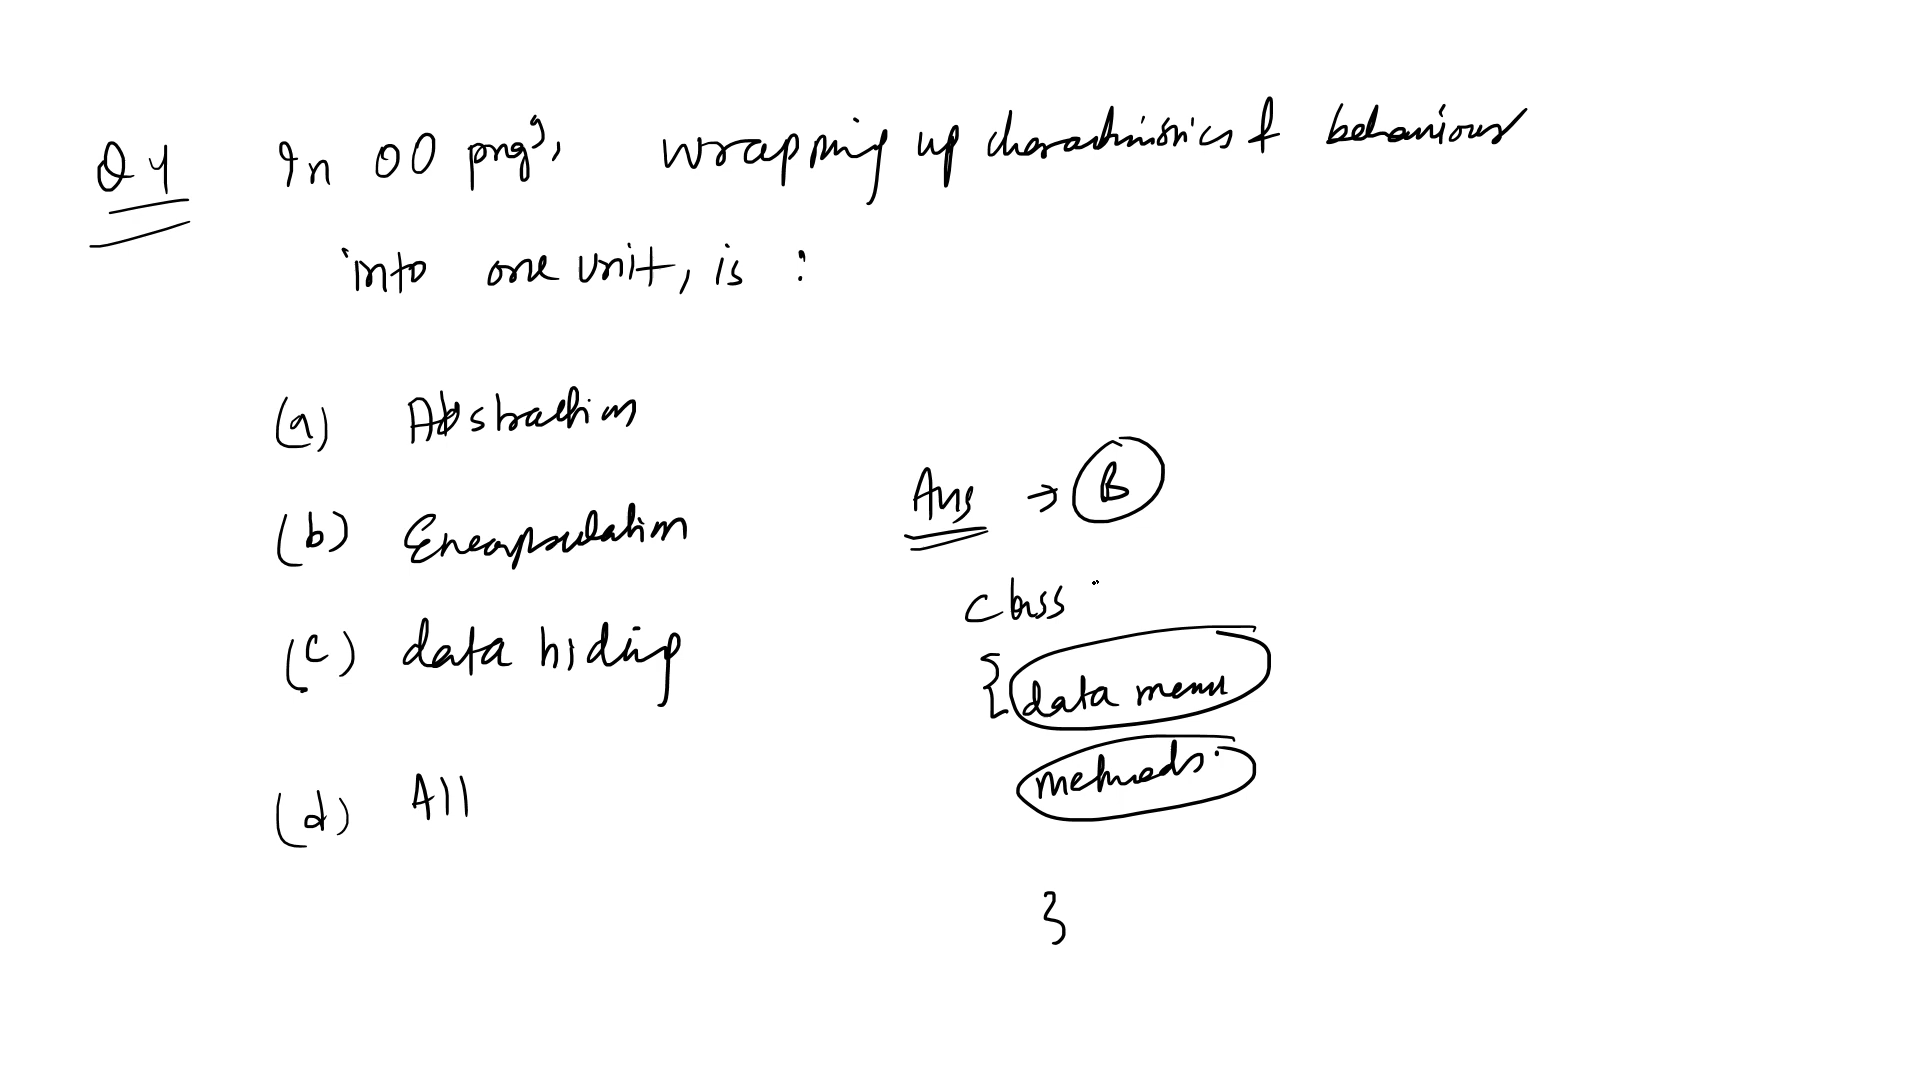 Q4 In OO prng, wrapping up characteristics & behaviour
into one unit, is :
(a) Abstraction
(b) Encapsulation
(c) data hiding
(d) All
Ans → B
class
{ data mem
methods.
}